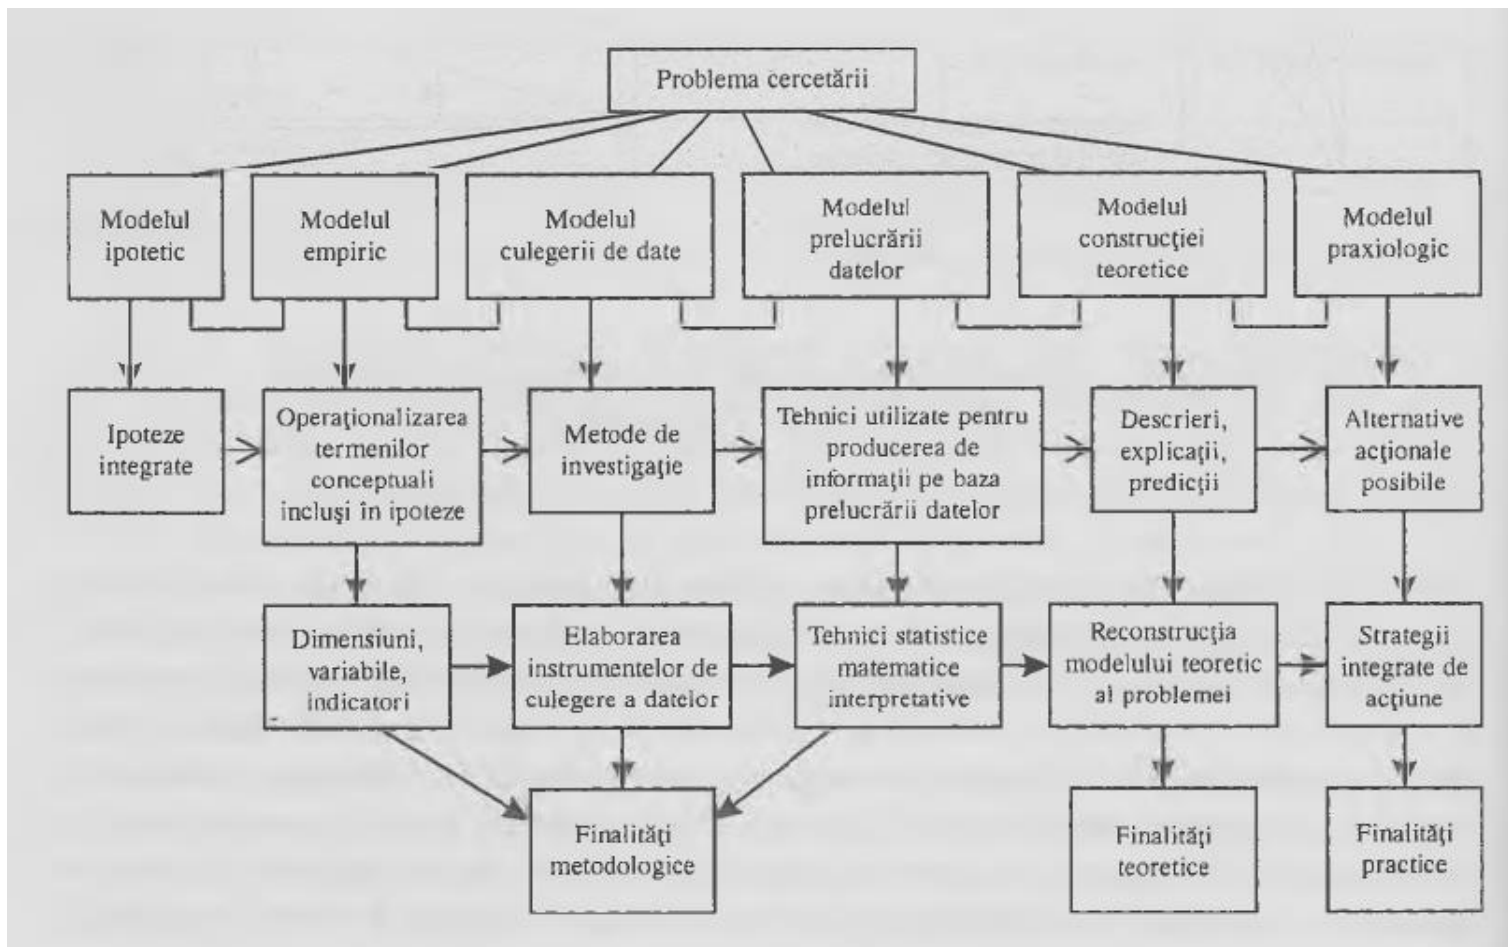 Problema cercetării
Modelul
ipotetic
Modelul
empiric
Modelul
culegerii de date
Modelul
prelucrării
datelor
Modelul
construcţiei
teoretice
Modelul
praxiologic
Ipoteze
integrate
Operaţionalizarea
termenilor
conceptuali
incluşi în ipoteze
Metode de
investigaţie
Tehnici utilizate pentru
producerea de
informaţii pe baza
prelucrării datelor
Descrieri,
explicaţii,
predicţii
Alternative
acţionale
posibile
Dimensiuni,
variabile,
indicatori
Elaborarea
instrumentelor de
culegere a datelor
Tehnici statistice
matematice
interpretative
Reconstrucţia
modelului teoretic
al problemei
Strategii
integrate de
acţiune
Finalităţi
metodologice
Finalităţi
teoretice
Finalităţi
practice